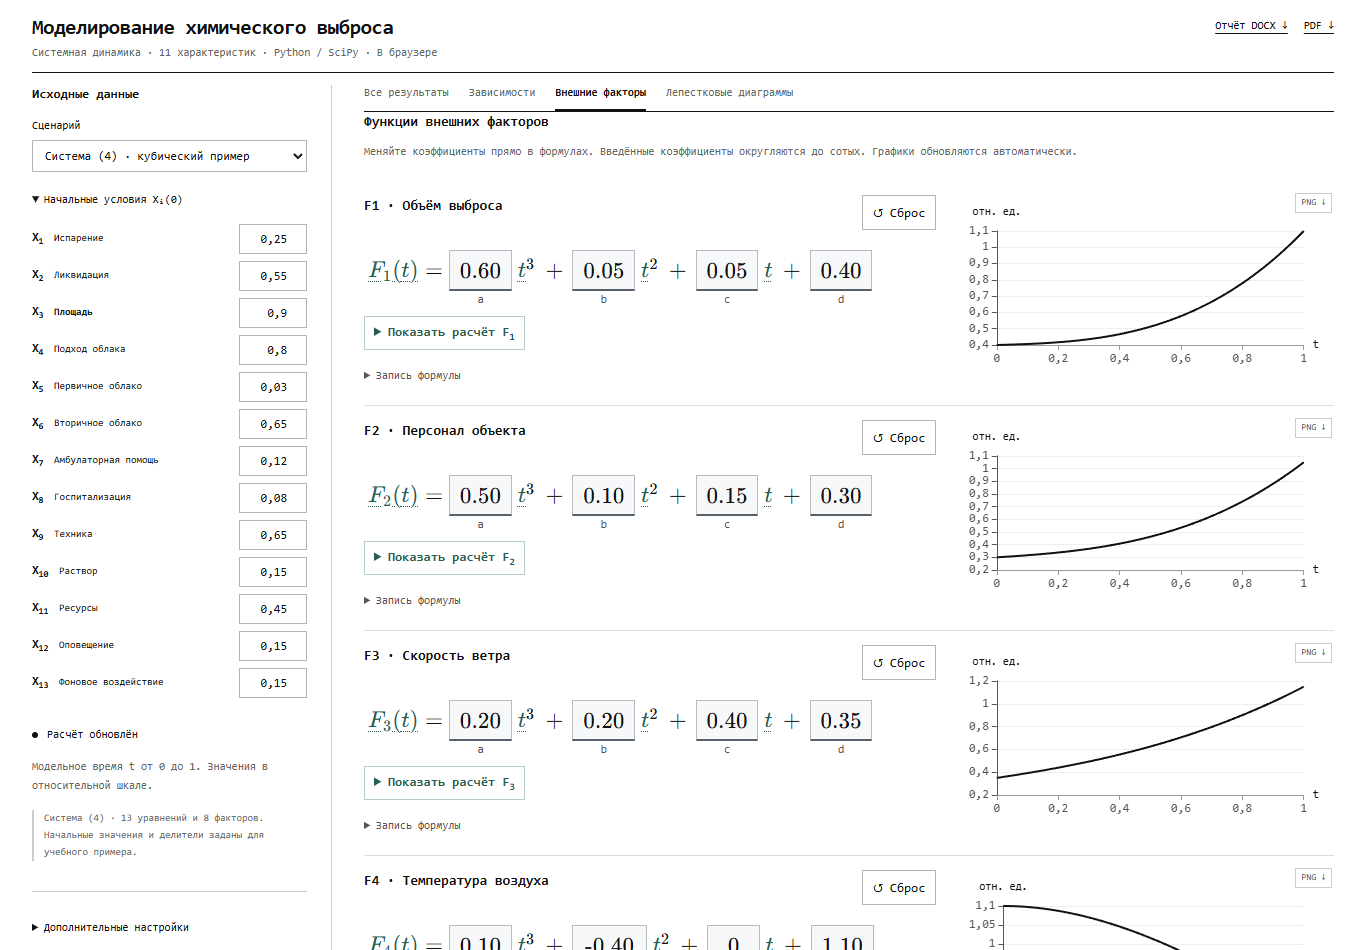 Моделирование химического выброса
Отчёт DOCX ↓ PDF ↓
Системная динамика · 11 характеристик · Python / SciPy · В браузере
Исходные данные
Сценарий
Система (4) · кубический пример
▼ Начальные условия Xᵢ(0)
X₁ Испарение 0,25
X₂ Ликвидация 0,55
X₃ Площадь 0,9
X₄ Подход облака 0,8
X₅ Первичное облако 0,03
X₆ Вторичное облако 0,65
X₇ Амбулаторная помощь 0,12
X₈ Госпитализация 0,08
X₉ Техника 0,65
X₁₀ Раствор 0,15
X₁₁ Ресурсы 0,45
X₁₂ Оповещение 0,15
X₁₃ Фоновое воздействие 0,15
● Расчёт обновлён
Модельное время t от 0 до 1. Значения в
относительной шкале.
Система (4) · 13 уравнений и 8 факторов.
Начальные значения и делители заданы для
учебного примера.
▶ Дополнительные настройки
Все результаты Зависимости Внешние факторы Лепестковые диаграммы
Функции внешних факторов
Меняйте коэффициенты прямо в формулах. Введённые коэффициенты округляются до сотых. Графики обновляются автоматически.
F1 · Объём выброса
↺ Сброс
F₁(t) = 0.60 t³ + 0.05 t² + 0.05 t + 0.40
a b c d
▶ Показать расчёт F₁
▶ Запись формулы
PNG ↓
отн. ед.
1,1
1
0,9
0,8
0,7
0,6
0,5
0,4
t
0 0,2 0,4 0,6 0,8 1
F2 · Персонал объекта
↺ Сброс
F₂(t) = 0.50 t³ + 0.10 t² + 0.15 t + 0.30
a b c d
▶ Показать расчёт F₂
▶ Запись формулы
PNG ↓
отн. ед.
1,1
1
0,9
0,8
0,7
0,6
0,5
0,4
0,3
0,2
t
0 0,2 0,4 0,6 0,8 1
F3 · Скорость ветра
↺ Сброс
F₃(t) = 0.20 t³ + 0.20 t² + 0.40 t + 0.35
a b c d
▶ Показать расчёт F₃
▶ Запись формулы
PNG ↓
отн. ед.
1,2
1
0,8
0,6
0,4
0,2
t
0 0,2 0,4 0,6 0,8 1
F4 · Температура воздуха
↺ Сброс
F₄(t) = 0.10 t³ + -0.40 t² + 0 t + 1.10
PNG ↓
отн. ед.
1,1
1,05
1